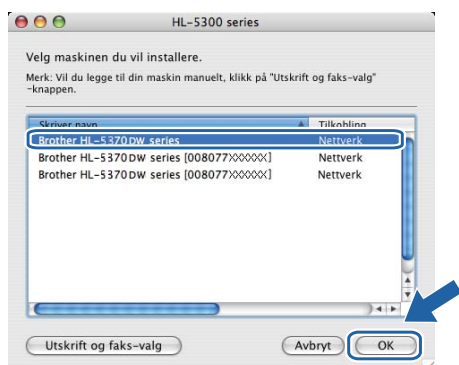 HL-5300 series
Velg maskinen du vil installere.
Merk: Vil du legge til din maskin manuelt, klikk på "Utskrift og faks-valg"
-knappen.
Skriver navn Tilkobling
Brother HL-5370DW series Nettverk
Brother HL-5370DW series [008077XXXXXX] Nettverk
Brother HL-5370DW series [008077XXXXXX] Nettverk
Utskrift og faks-valg Avbryt OK